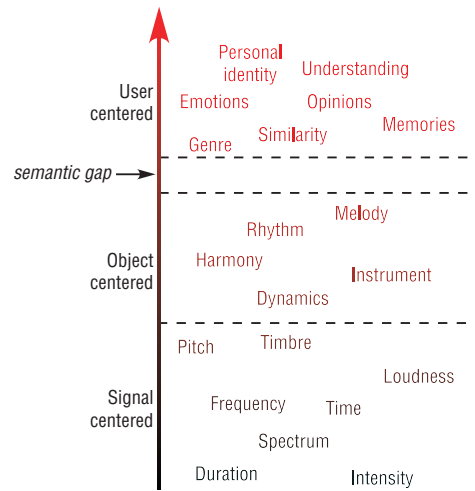 Personal
identity
Understanding
User
centered
Emotions
Opinions
Memories
Similarity
Genre
semantic gap
Melody
Rhythm
Object
centered
Harmony
Instrument
Dynamics
Pitch
Timbre
Loudness
Signal
centered
Frequency
Time
Spectrum
Duration
Intensity